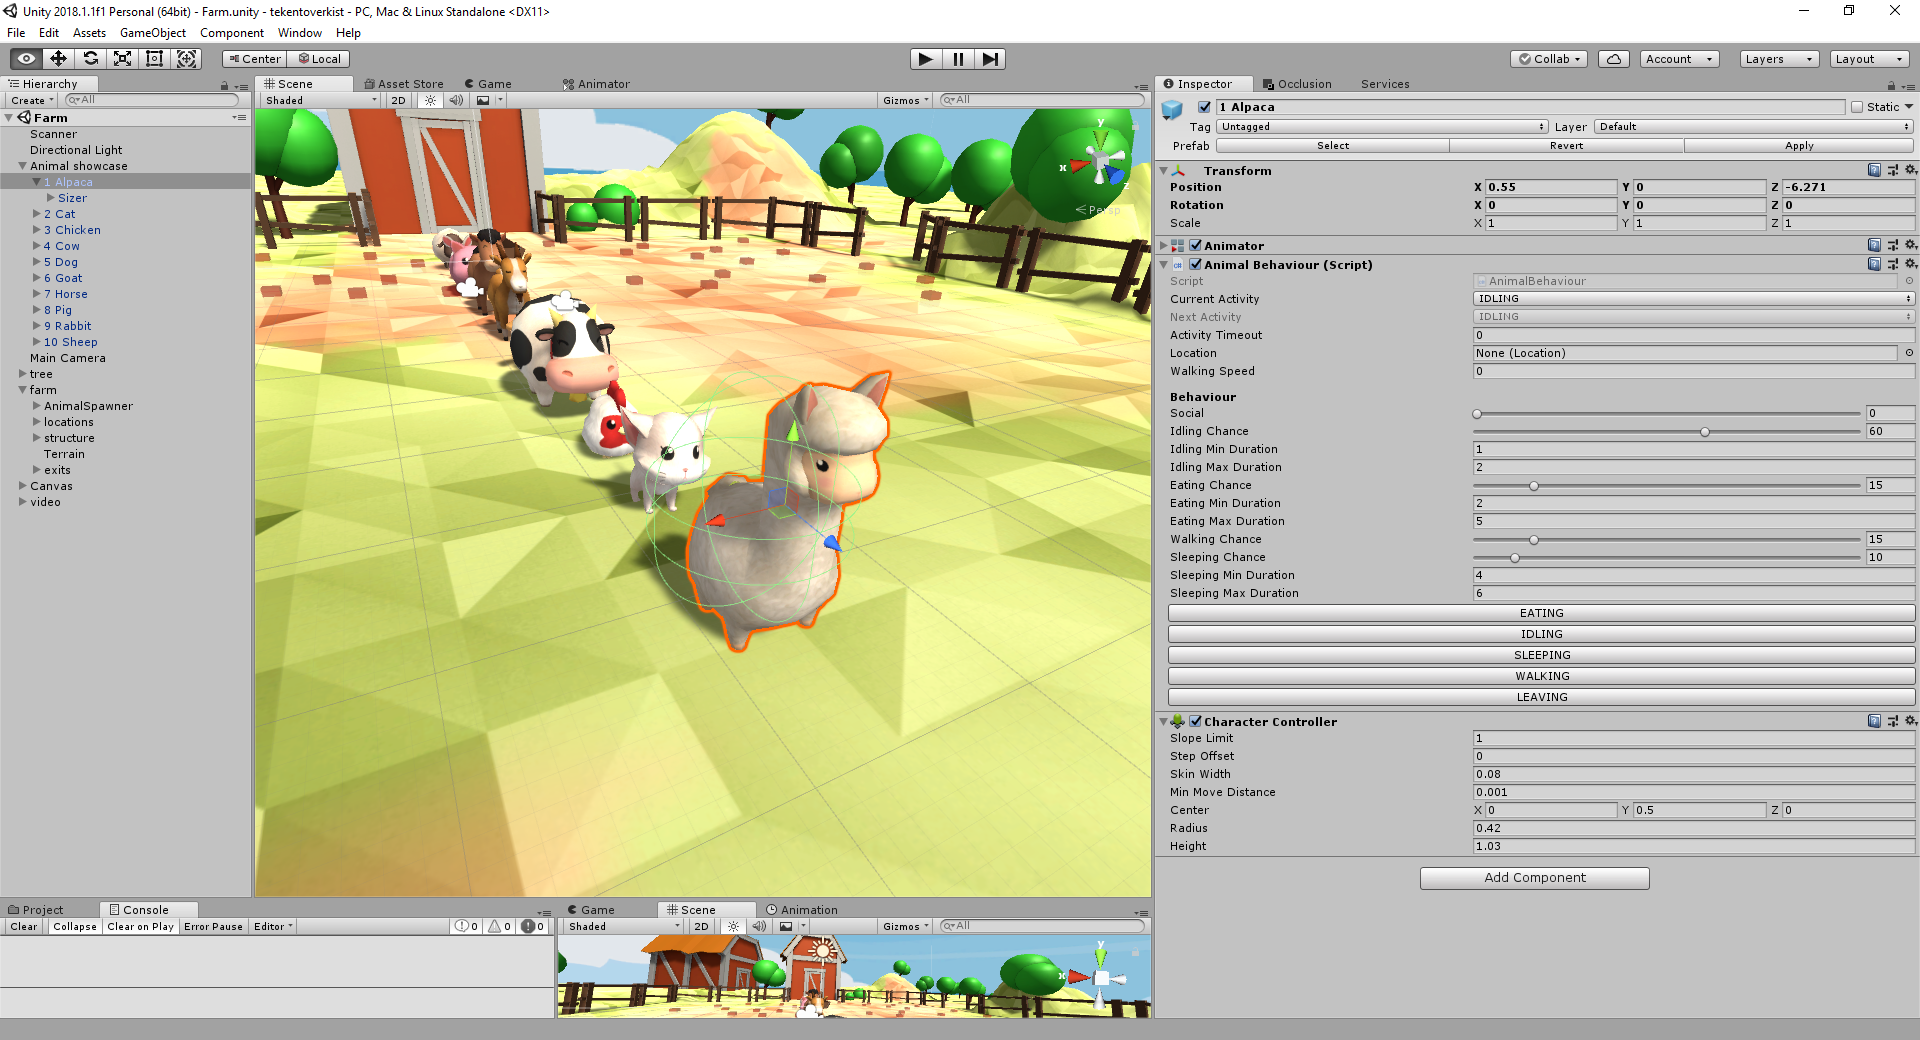 Unity 2018.1.1f1 Personal (64bit) - Farm.unity - tekentoverkist - PC, Mac & Linux Standalone <DX11>
File Edit Assets GameObject Component Window Help
Center Local Collab Account Layers Layout
Hierarchy
Create All
Farm
Scanner
Directional Light
Animal showcase
1 Alpaca
Sizer
2 Cat
3 Chicken
4 Cow
5 Dog
6 Goat
7 Horse
8 Pig
9 Rabbit
10 Sheep
Main Camera
tree
farm
AnimalSpawner
locations
structure
Terrain
exits
Canvas
video
Scene Asset Store Game Animator
Shaded 2D Gizmos All
y
x
z
Persp
Inspector Occlusion Services
1 Alpaca Static
Tag Untagged Layer Default
Prefab Select Revert Apply
Transform
Position X 0.55 Y 0 Z -6.271
Rotation X 0 Y 0 Z 0
Scale X 1 Y 1 Z 1
Animator
Animal Behaviour (Script)
Script AnimalBehaviour
Current Activity IDLING
Next Activity IDLING
Activity Timeout 0
Location None (Location)
Walking Speed 0
Behaviour
Social 0
Idling Chance 60
Idling Min Duration 1
Idling Max Duration 2
Eating Chance 15
Eating Min Duration 2
Eating Max Duration 5
Walking Chance 15
Sleeping Chance 10
Sleeping Min Duration 4
Sleeping Max Duration 6
EATING
IDLING
SLEEPING
WALKING
LEAVING
Character Controller
Slope Limit 1
Step Offset 0
Skin Width 0.08
Min Move Distance 0.001
Center X 0 Y 0.5 Z 0
Radius 0.42
Height 1.03
Add Component
Project Console
Clear Collapse Clear on Play Error Pause Editor 0 0 0
Game Scene Animation
Shaded 2D Gizmos All
y
x